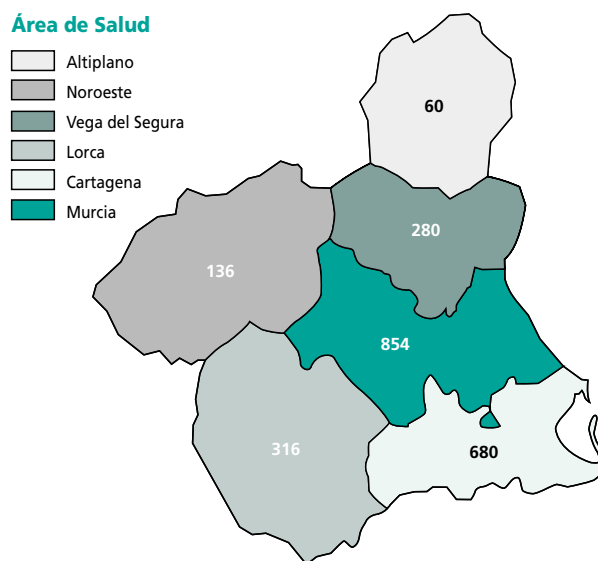 Área de Salud
Altiplano
Noroeste
Vega del Segura
Lorca
Cartagena
Murcia
60
280
136
854
316
680